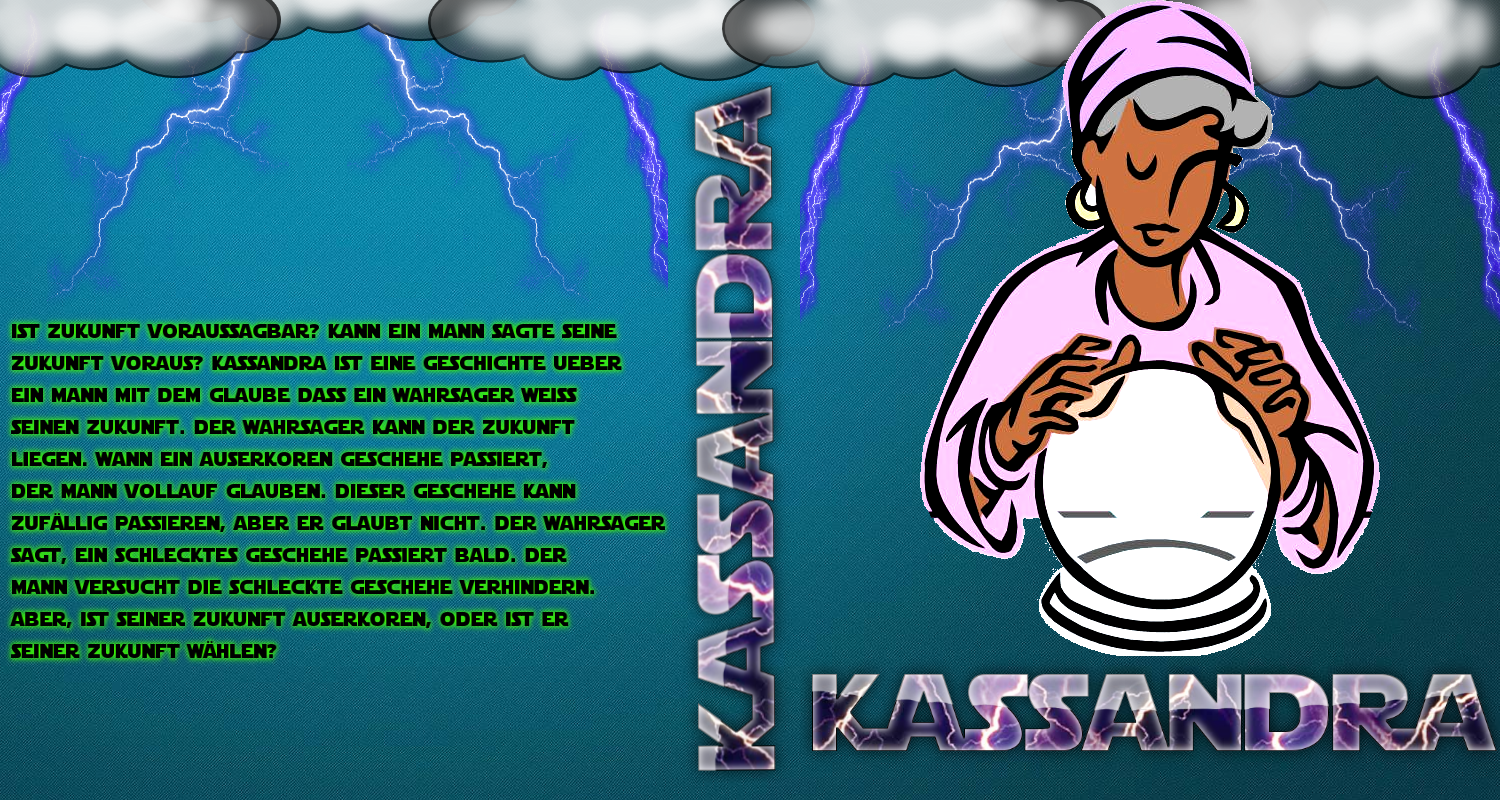 IST ZUKUNFT VORAUSSAGBAR? KANN EIN MANN SAGTE SEINE
ZUKUNFT VORAUS? KASSANDRA IST EINE GESCHICHTE UEBER
EIN MANN MIT DEM GLAUBE DASS EIN WAHRSAGER WEISS
SEINEN ZUKUNFT. DER WAHRSAGER KANN DER ZUKUNFT
LIEGEN. WANN EIN AUSERKOREN GESCHEHE PASSIERT,
DER MANN VOLLAUF GLAUBEN. DIESER GESCHEHE KANN
ZUFÄLLIG PASSIEREN, ABER ER GLAUBT NICHT. DER WAHRSAGER
SAGT, EIN SCHLECKTES GESCHEHE PASSIERT BALD. DER
MANN VERSUCHT DIE SCHLECKTE GESCHEHE VERHINDERN.
ABER, IST SEINER ZUKUNFT AUSERKOREN, ODER IST ER
SEINER ZUKUNFT WÄHLEN?
KASSANDRA
KASSANDRA